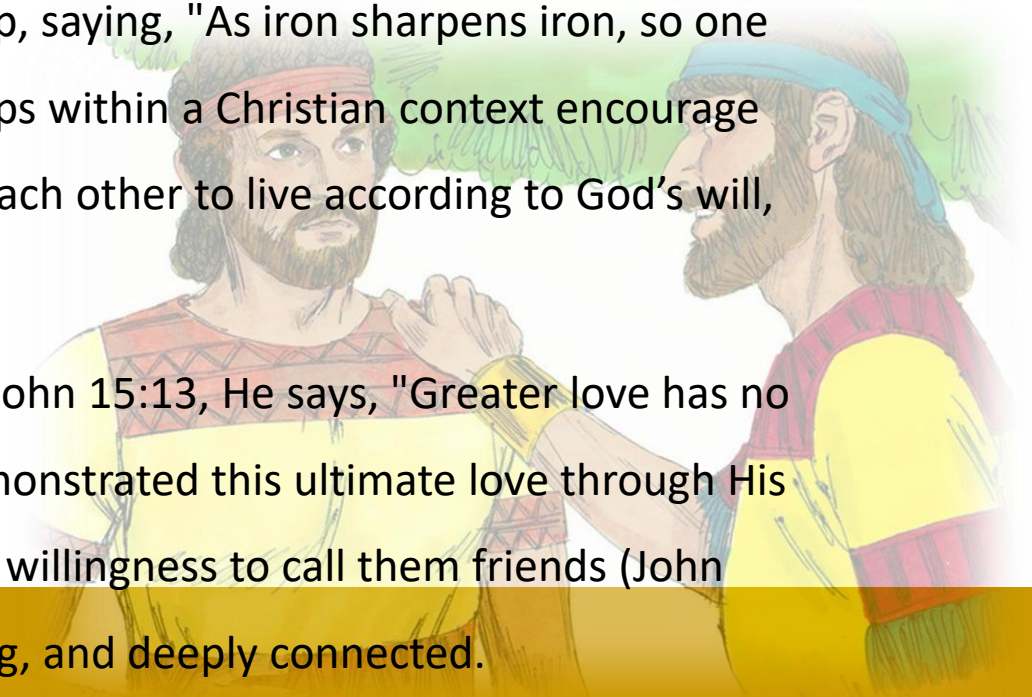 p, saying, "As iron sharpens iron, so one
ps within a Christian context encourage
ach other to live according to God’s will,
ohn 15:13, He says, "Greater love has no
nonstrated this ultimate love through His
willingness to call them friends (John
g, and deeply connected.